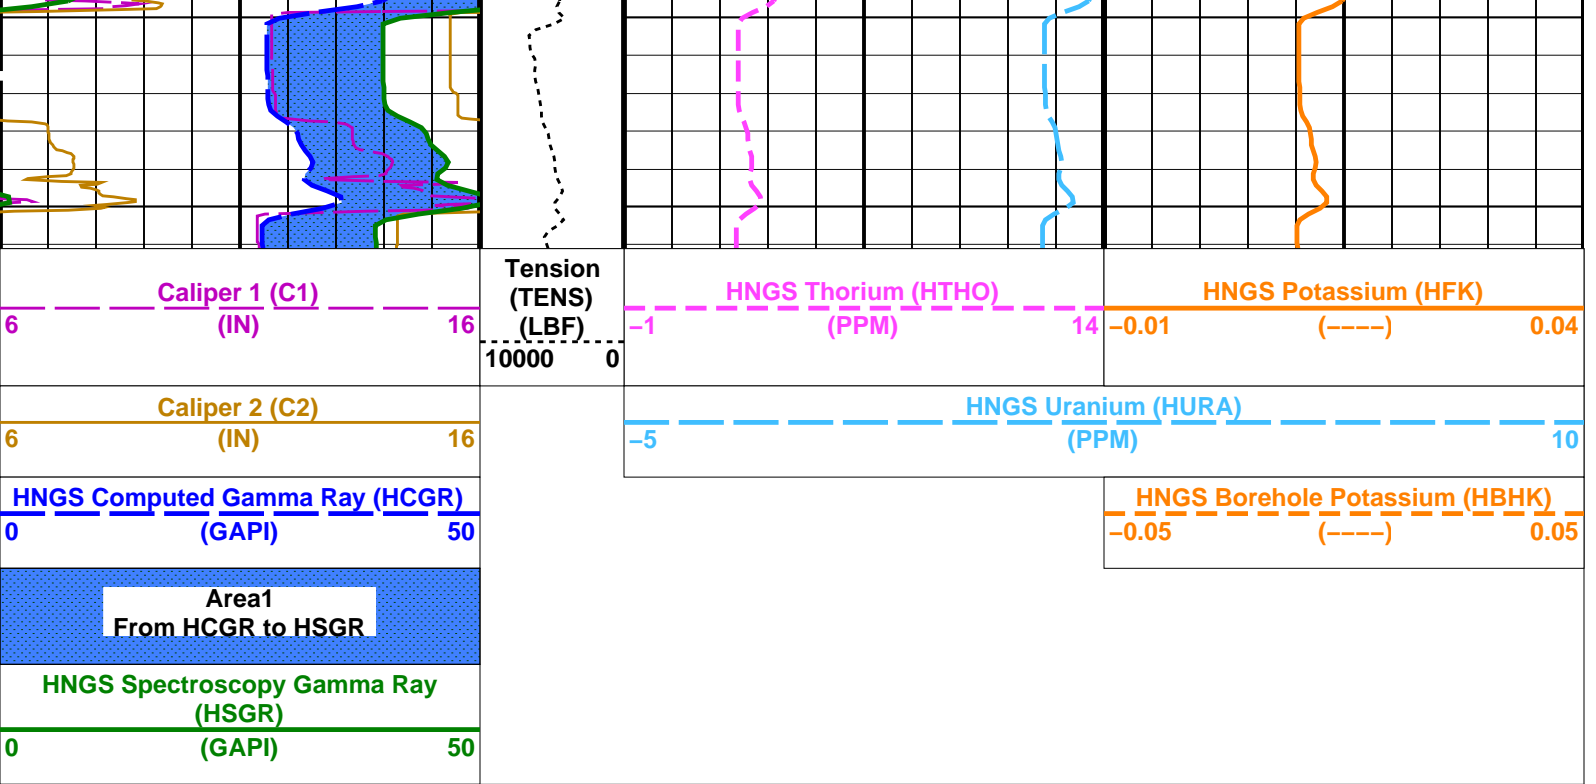 Caliper 1 (C1)
6 (IN) 16
Tension
(TENS)
(LBF)
10000 0
HNGS Thorium (HTHO)
−1 (PPM) 14
HNGS Potassium (HFK)
−0.01 (−−−−) 0.04
Caliper 2 (C2)
6 (IN) 16
HNGS Uranium (HURA)
−5 (PPM) 10
HNGS Computed Gamma Ray (HCGR)
0 (GAPI) 50
HNGS Borehole Potassium (HBHK)
−0.05 (−−−−) 0.05
Area1
From HCGR to HSGR
HNGS Spectroscopy Gamma Ray
(HSGR)
0 (GAPI) 50